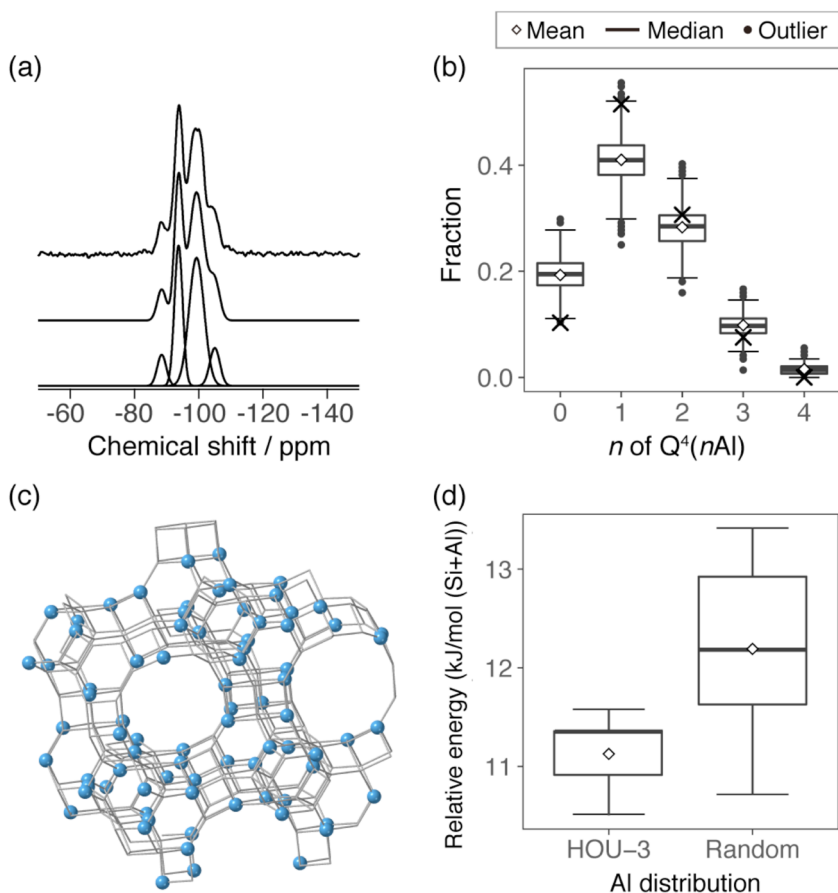 Mean Median Outlier
(a)
-60 -80 -100 -120 -140
Chemical shift / ppm
(b)
Fraction
0.4
0.2
0.0
0 1 2 3 4
n of Q⁴(nAl)
(c)
(d)
Relative energy (kJ/mol (Si+Al))
13
12
11
HOU−3 Random
Al distribution